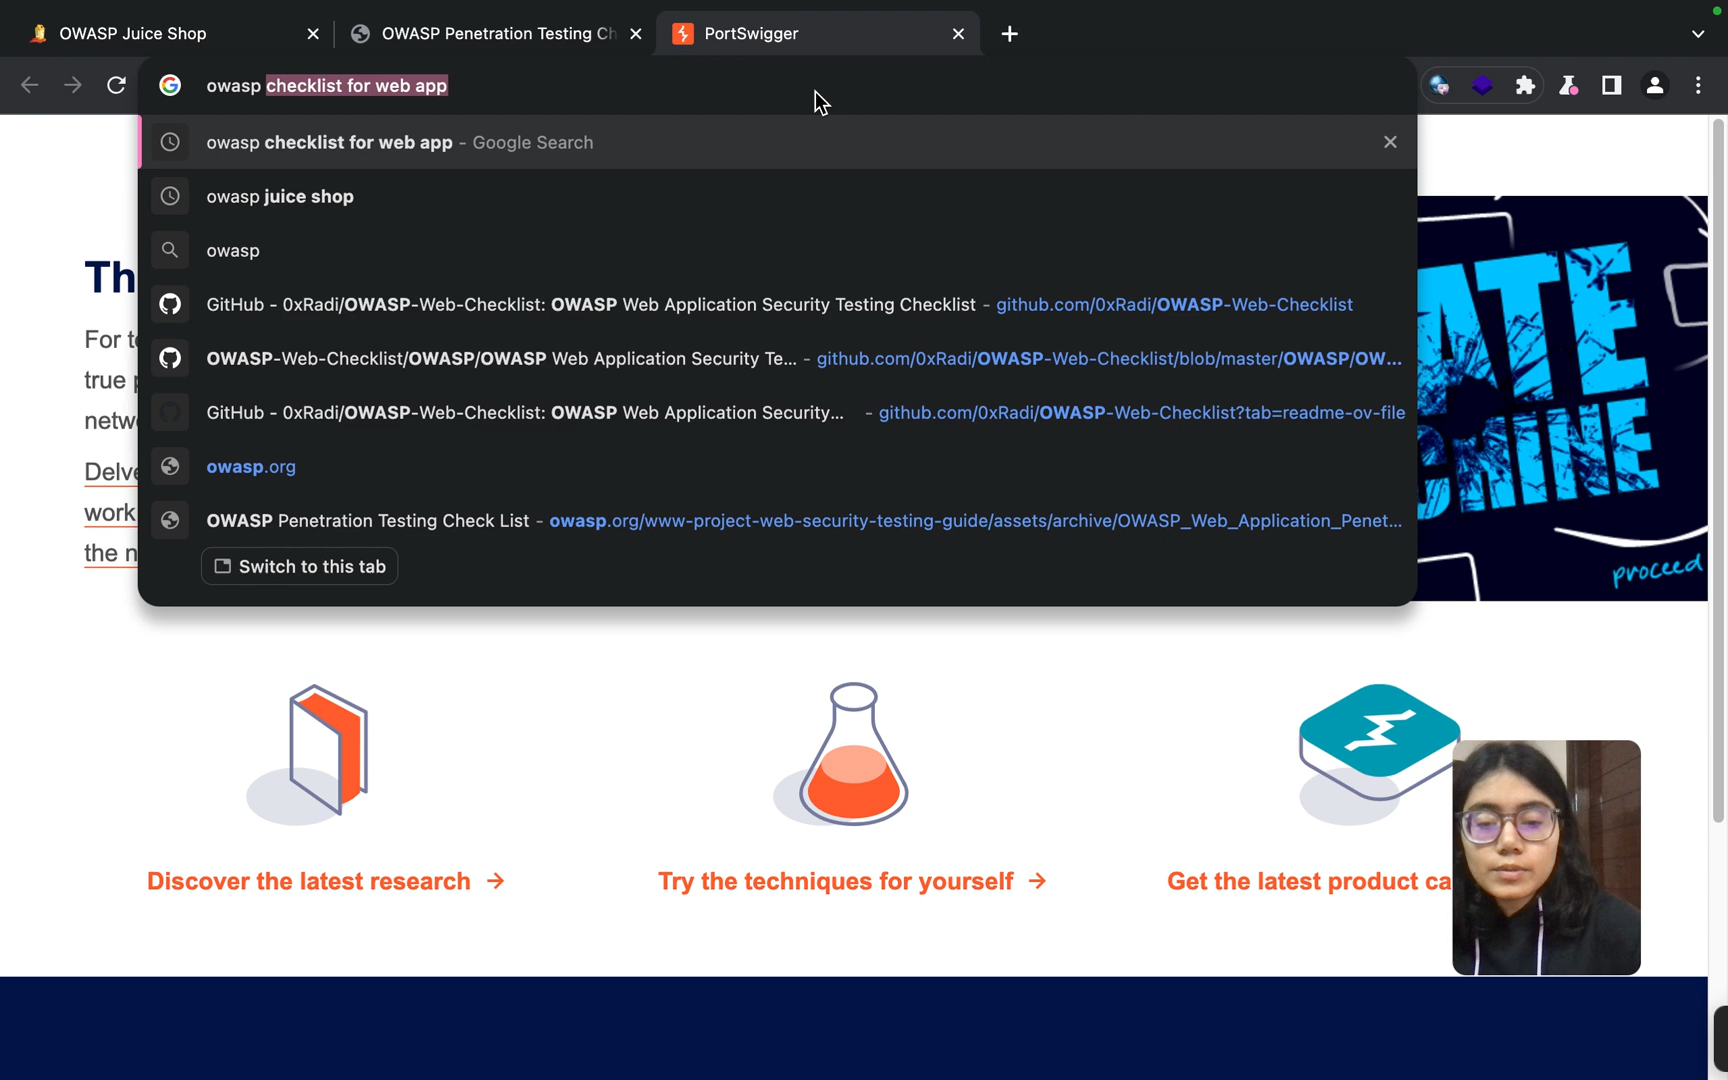 OWASP Juice Shop
OWASP Penetration Testing Ch
PortSwigger
owasp checklist for web app
owasp checklist for web app - Google Search
owasp juice shop
owasp
GitHub - 0xRadi/OWASP-Web-Checklist: OWASP Web Application Security Testing Checklist - github.com/0xRadi/OWASP-Web-Checklist
OWASP-Web-Checklist/OWASP/OWASP Web Application Security Te... - github.com/0xRadi/OWASP-Web-Checklist/blob/master/OWASP/OW...
GitHub - 0xRadi/OWASP-Web-Checklist: OWASP Web Application Security... - github.com/0xRadi/OWASP-Web-Checklist?tab=readme-ov-file
owasp.org
OWASP Penetration Testing Check List - owasp.org/www-project-web-security-testing-guide/assets/archive/OWASP_Web_Application_Penet...
Switch to this tab
Th
For t
true
netw
Delve
work
the n
ATE
CHINE
proceed
Discover the latest research →
Try the techniques for yourself →
Get the latest product ca